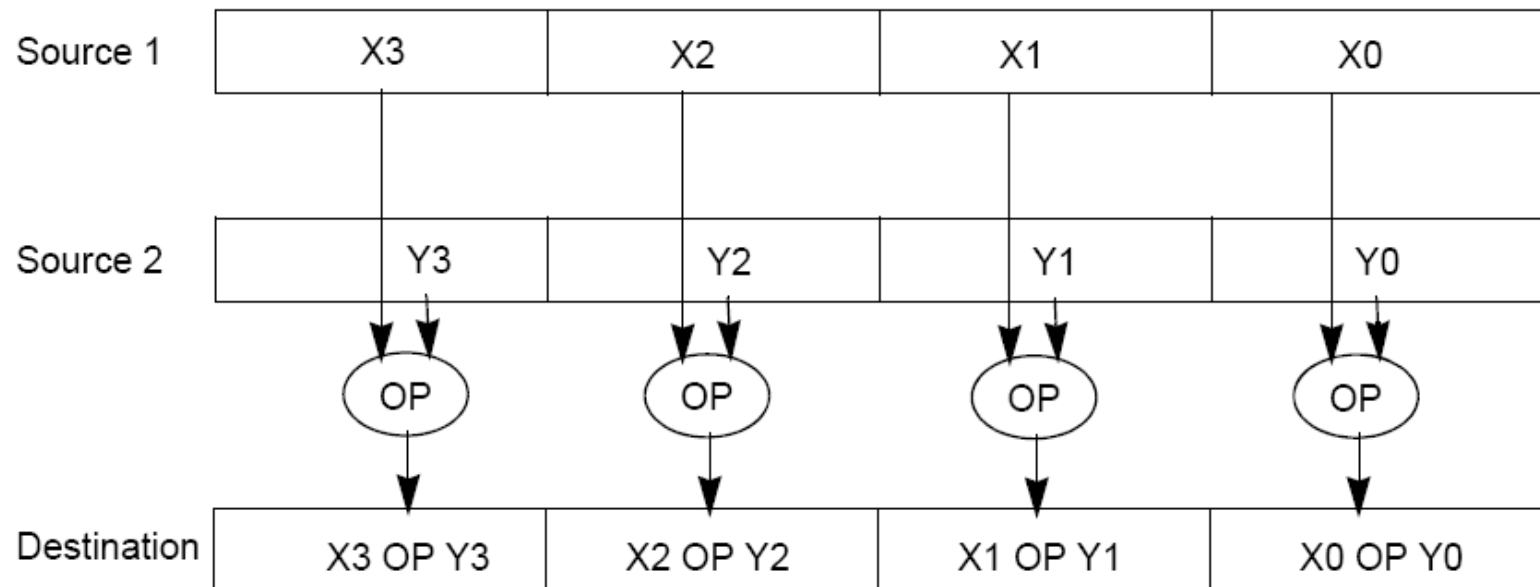 Source 1 X3 X2 X1 X0
Source 2 Y3 Y2 Y1 Y0
OP OP OP OP
Destination X3 OP Y3 X2 OP Y2 X1 OP Y1 X0 OP Y0